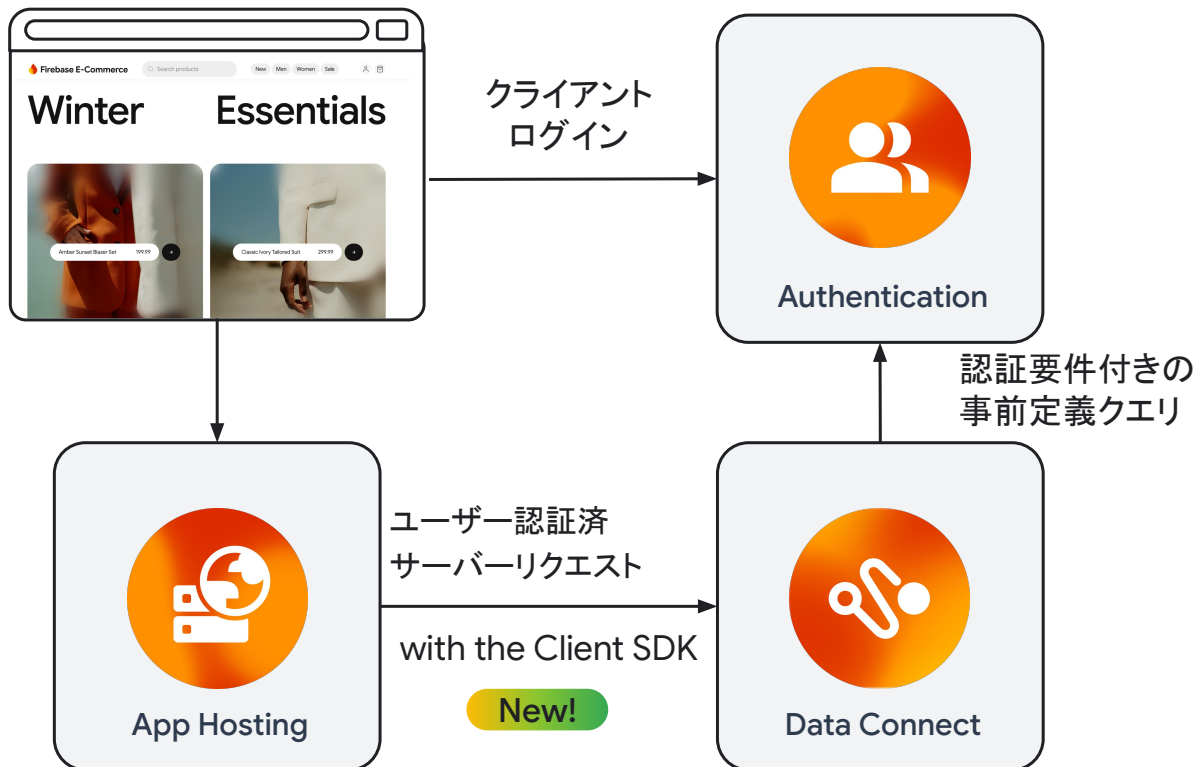 Firebase E-Commerce
Search products
New
Men
Women
Sale
Winter Essentials
Amber Sunset Blazer Set 199.99 +
Classic Ivory Tailored Suit 299.99 +
クライアント
ログイン
Authentication
認証要件付きの
事前定義クエリ
ユーザー認証済
サーバーリクエスト
with the Client SDK
New!
App Hosting
Data Connect